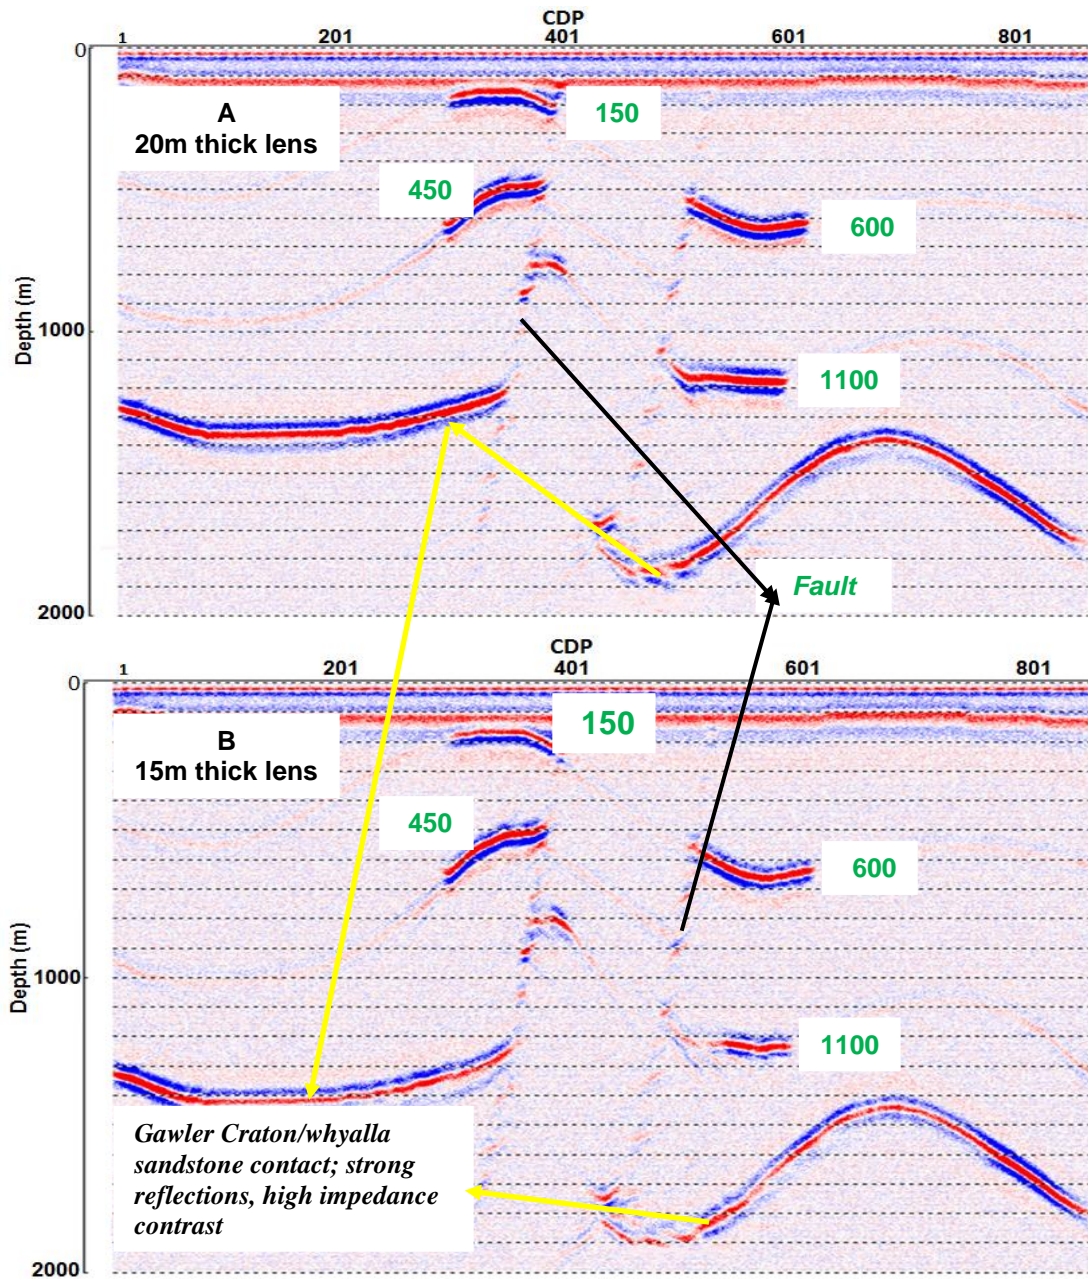 CDP
1 201 401 601 801
0
A
20m thick lens
150
450
600
Depth (m)
1000
1100
Fault
2000
CDP
1 201 401 601 801
0
B
15m thick lens
150
450
600
Depth (m)
1000
1100
Gawler Craton/whyalla
sandstone contact; strong
reflections, high impedance
contrast
2000